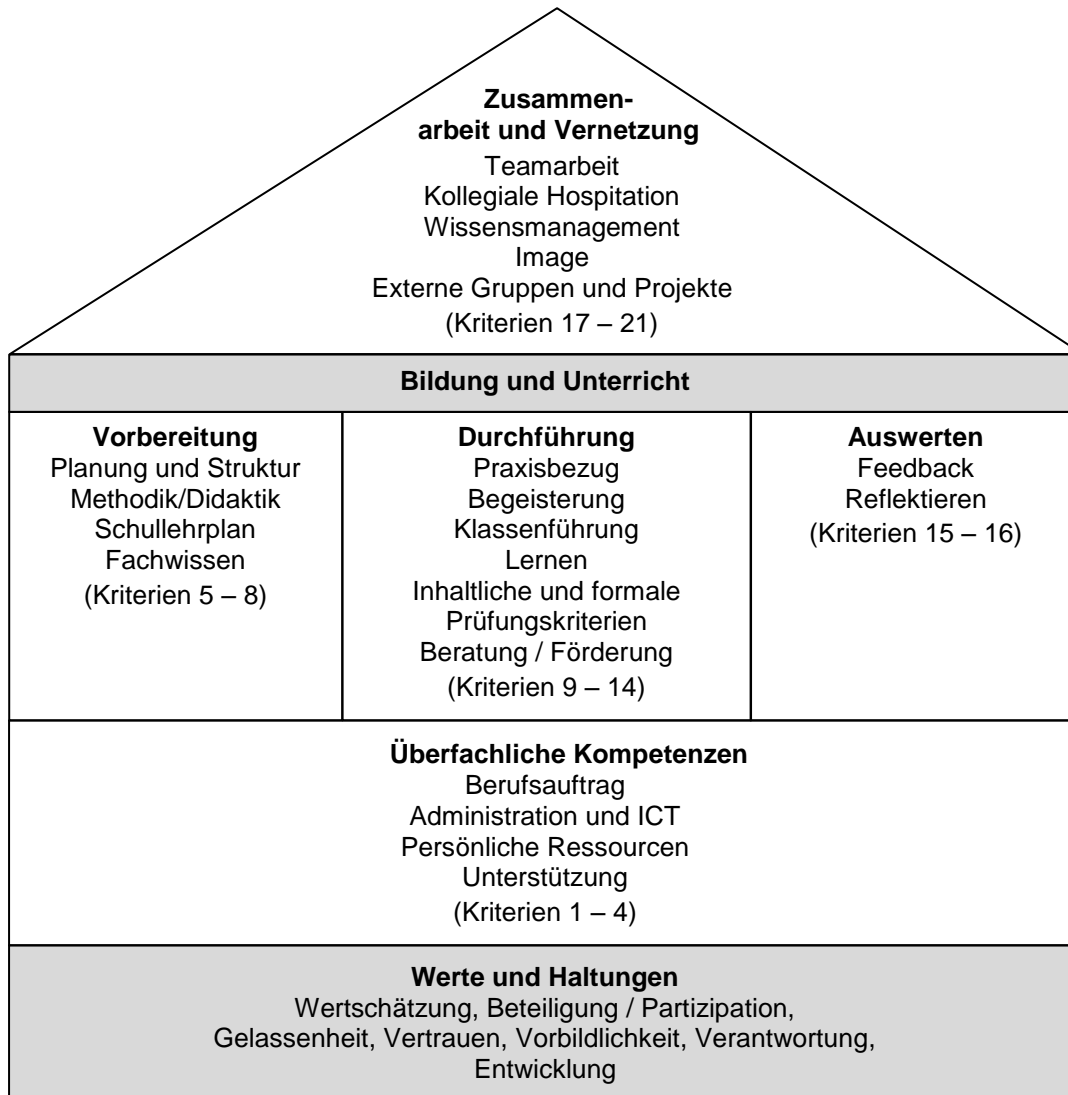 Zusammen-
arbeit und Vernetzung
Teamarbeit
Kollegiale Hospitation
Wissensmanagement
Image
Externe Gruppen und Projekte
(Kriterien 17 – 21)
Bildung und Unterricht
Vorbereitung
Planung und Struktur
Methodik/Didaktik
Schullehrplan
Fachwissen
(Kriterien 5 – 8)
Durchführung
Praxisbezug
Begeisterung
Klassenführung
Lernen
Inhaltliche und formale
Prüfungskriterien
Beratung / Förderung
(Kriterien 9 – 14)
Auswerten
Feedback
Reflektieren
(Kriterien 15 – 16)
Überfachliche Kompetenzen
Berufsauftrag
Administration und ICT
Persönliche Ressourcen
Unterstützung
(Kriterien 1 – 4)
Werte und Haltungen
Wertschätzung, Beteiligung / Partizipation,
Gelassenheit, Vertrauen, Vorbildlichkeit, Verantwortung,
Entwicklung